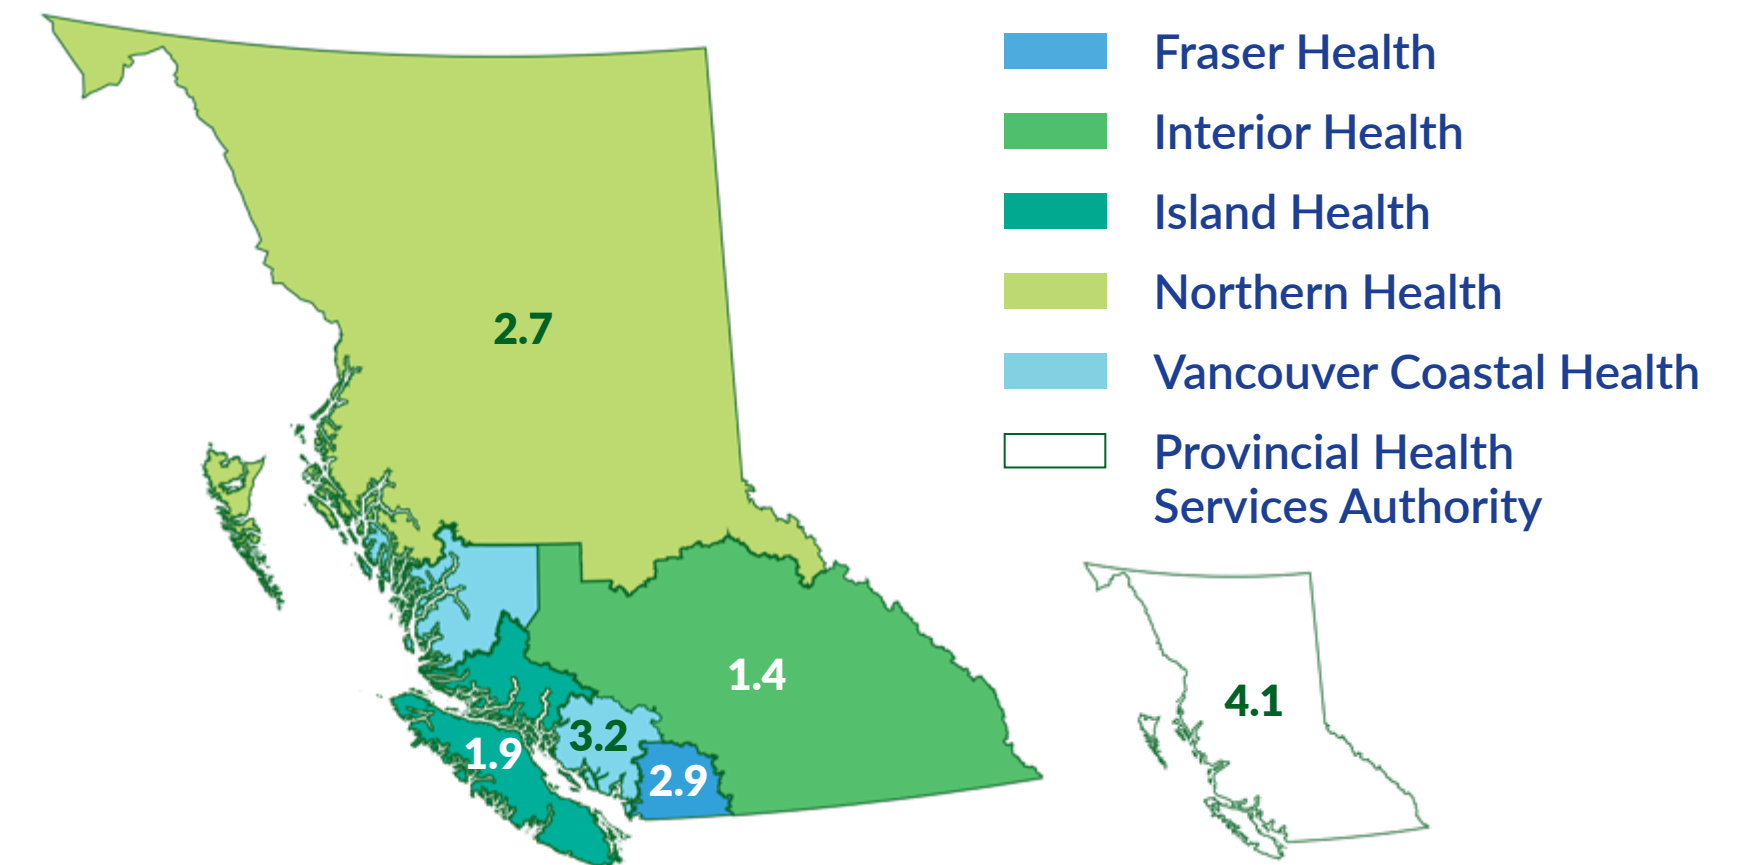 Fraser Health
Interior Health
Island Health
Northern Health
Vancouver Coastal Health
Provincial Health
Services Authority
2.7
1.4
3.2
1.9
2.9
4.1